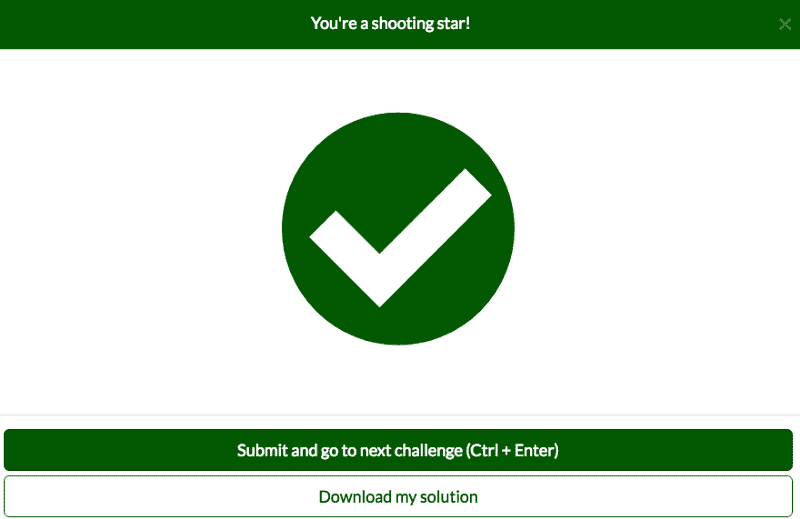 You're a shooting star!
Submit and go to next challenge (Ctrl + Enter)
Download my solution